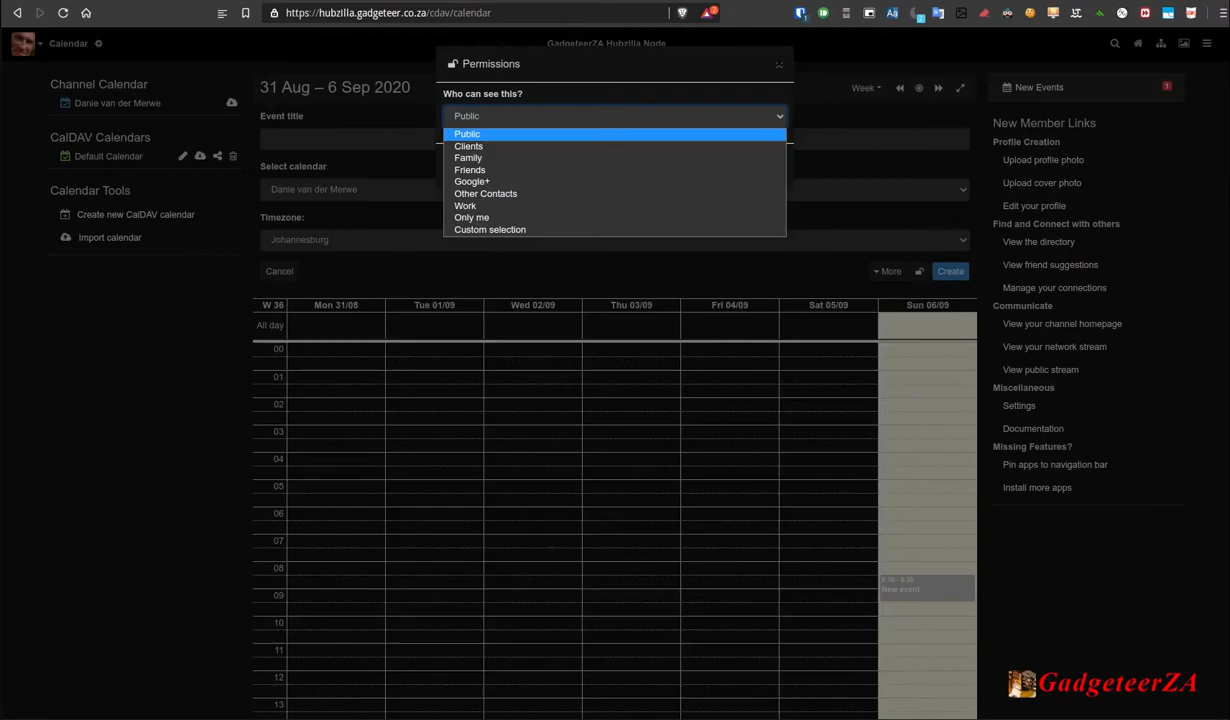 https://hubzilla.gadgeteer.co.za/cdav/calendar
2
1
Calendar
GadgeteerZA Hubzilla Node
Permissions
Who can see this?
Public
Public
Clients
Family
Friends
Google+
Other Contacts
Work
Only me
Custom selection
Channel Calendar
Danie van der Merwe
CalDAV Calendars
Default Calendar
Calendar Tools
Create new CalDAV calendar
Import calendar
31 Aug – 6 Sep 2020
Week
Event title
Select calendar
Danie van der Merwe
Timezone:
Johannesburg
Cancel
More
Create
W 36 Mon 31/08 Tue 01/09 Wed 02/09 Thu 03/09 Fri 04/09 Sat 05/09 Sun 06/09
All day
00
01
02
03
04
05
06
07
08
09
10
11
12
13
New event
New Events 1
New Member Links
Profile Creation
Upload profile photo
Upload cover photo
Edit your profile
Find and Connect with others
View the directory
View friend suggestions
Manage your connections
Communicate
View your channel homepage
View your network stream
View public stream
Miscellaneous
Settings
Documentation
Missing Features?
Pin apps to navigation bar
Install more apps
GadgeteerZA